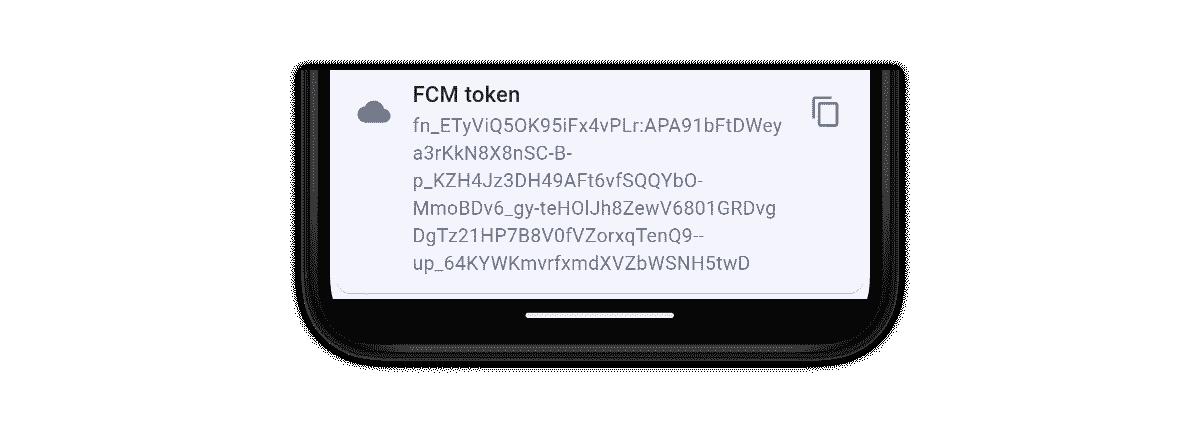 FCM token
fn_ETyViQ5OK95iFx4vPLr:APA91bFtDWey
a3rKkN8X8nSC-B-
p_KZH4Jz3DH49AFt6vfSQQYbO-
MmoBDv6_gy-teHOlJh8ZewV6801GRDvg
DgTz21HP7B8V0fVZorxqTenQ9--
up_64KYWKmvrfxmdXVZbWSNH5twD